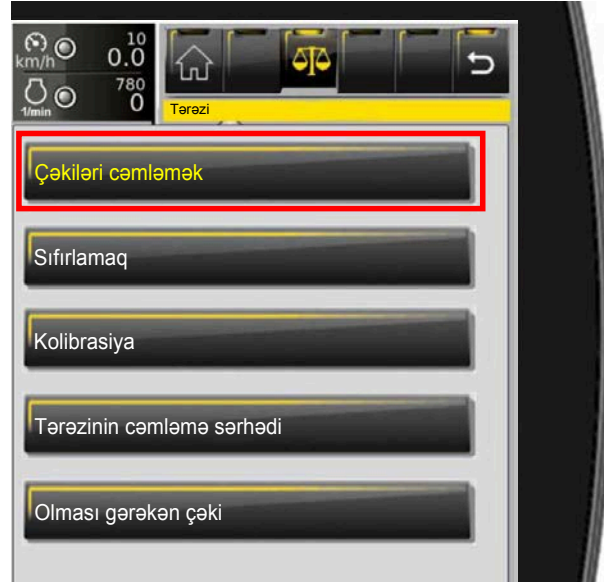 10
km/h 0.0
780
1/min 0
Tərəzi
Çəkiləri cəmləmək
Sıfırlamaq
Kolibrasiya
Tərəzinin cəmləmə sərhədi
Olması gərəkən çəki